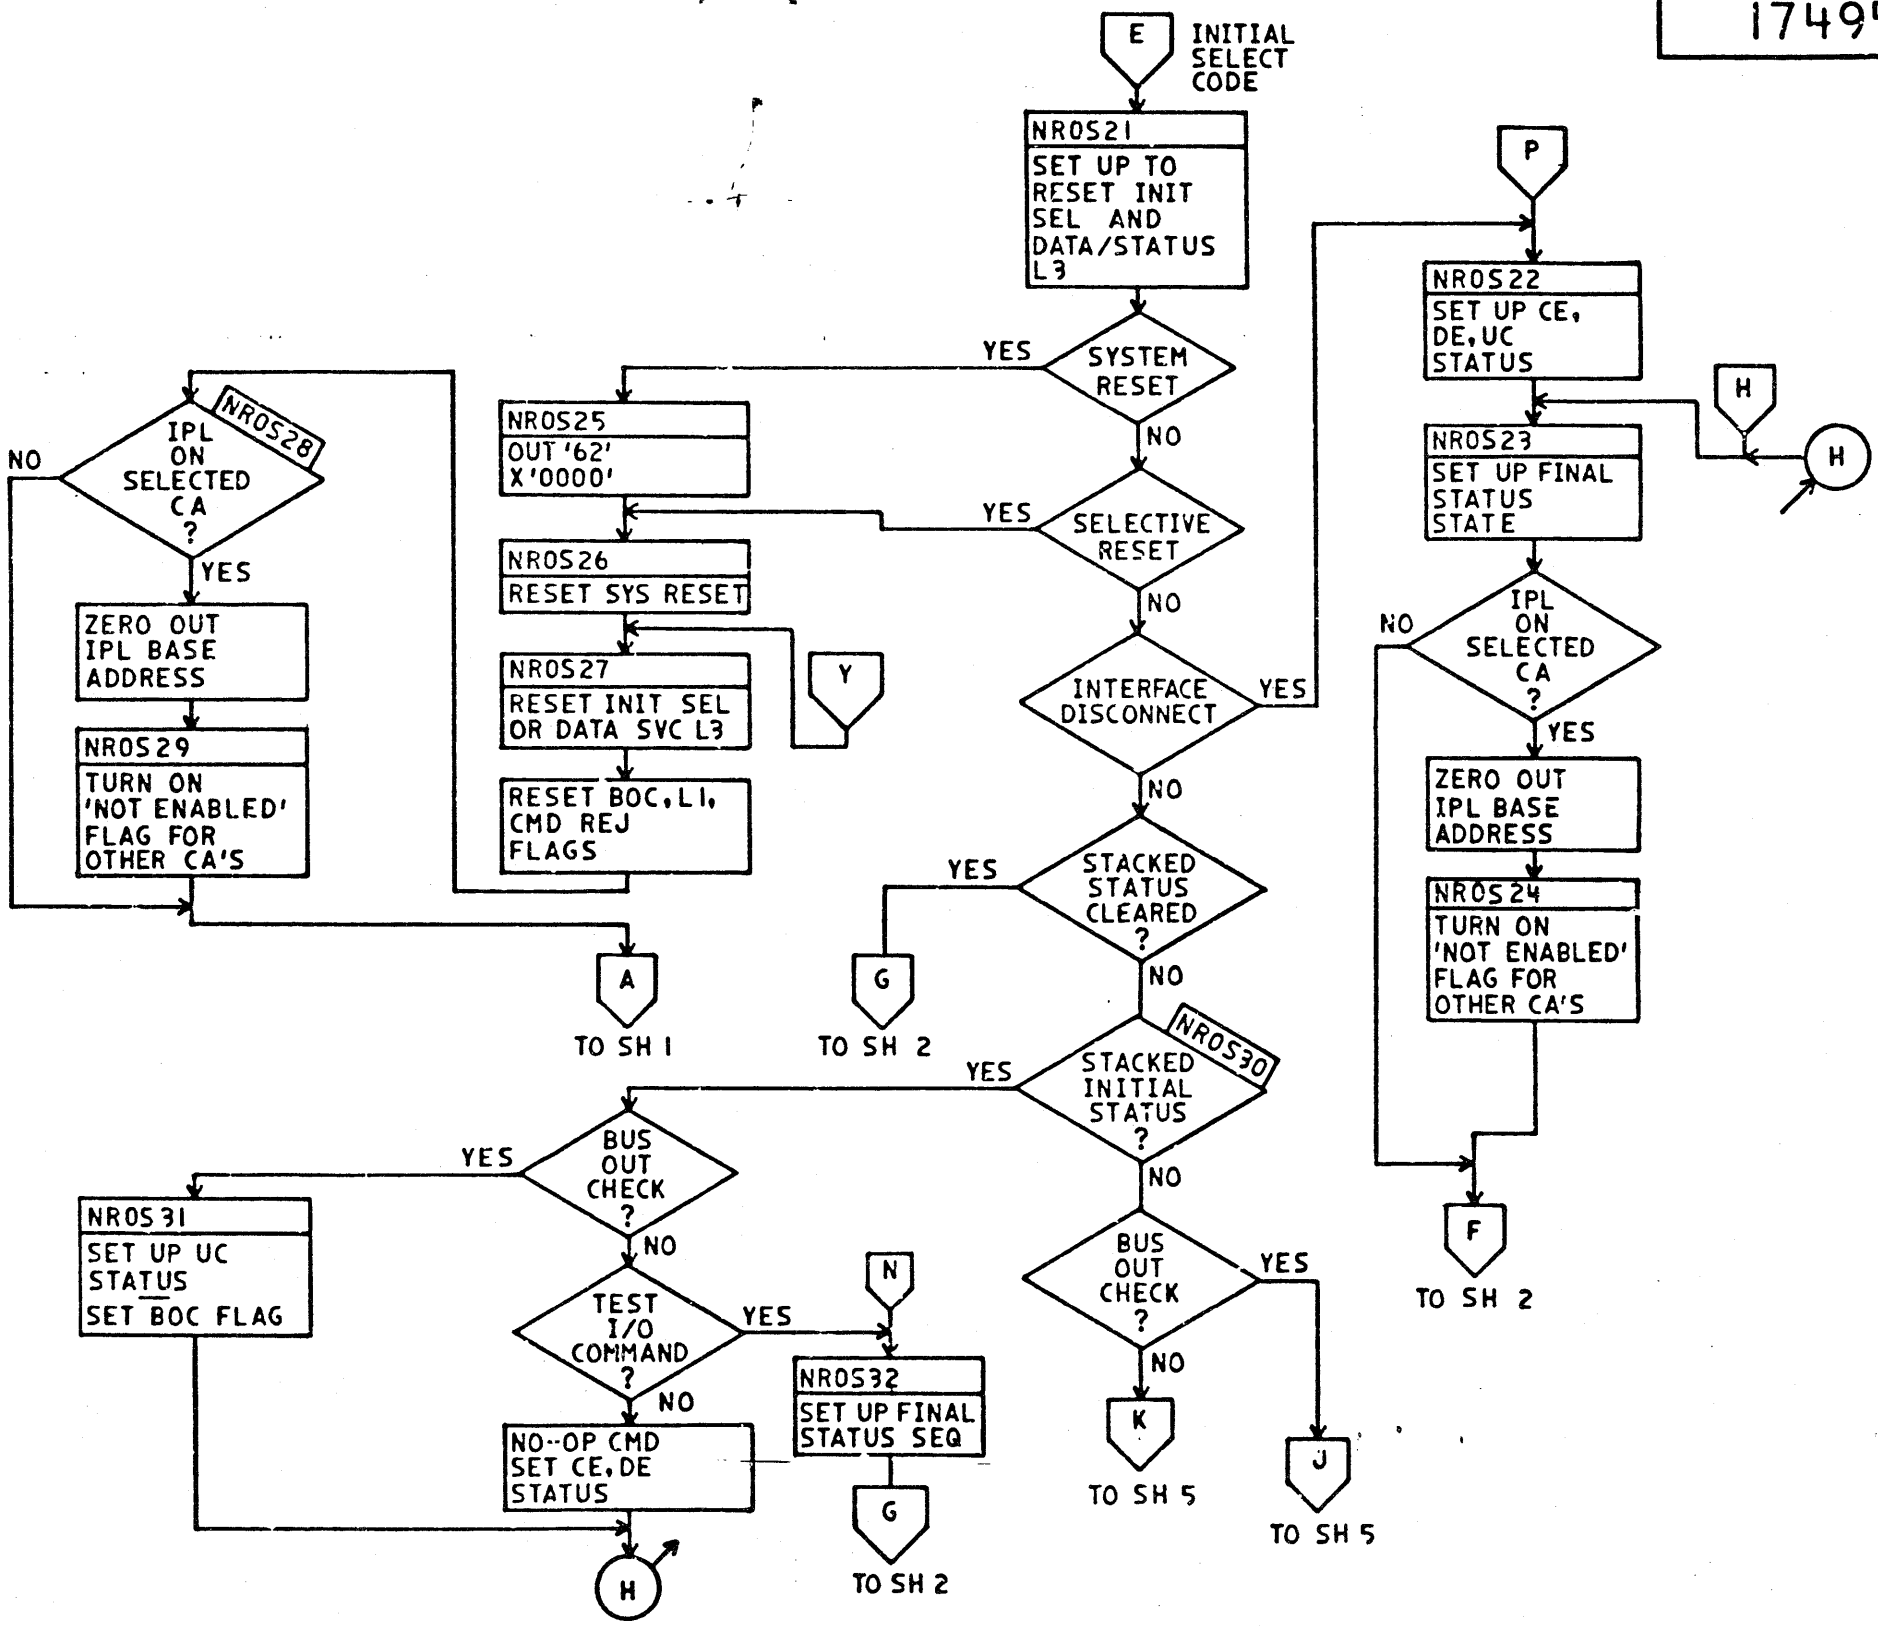 1749
E
INITIAL
SELECT
CODE
NROS21
SET UP TO
RESET INIT
SEL AND
DATA/STATUS
L3
P
NROS22
SET UP CE,
DE,UC
STATUS
H
H
NROS23
SET UP FINAL
STATUS
STATE
IPL
ON
SELECTED
CA
?
NO
YES
ZERO OUT
IPL BASE
ADDRESS
NROS24
TURN ON
'NOT ENABLED'
FLAG FOR
OTHER CA'S
F
TO SH 2
SYSTEM
RESET
YES
NO
SELECTIVE
RESET
YES
NO
INTERFACE
DISCONNECT
YES
NO
STACKED
STATUS
CLEARED
?
YES
NO
G
TO SH 2
NROS25
OUT '62'
X'0000'
NROS26
RESET SYS RESET
NROS27
RESET INIT SEL
OR DATA SVC L3
Y
RESET BOC, L1,
CMD REJ
FLAGS
NROS28
IPL
ON
SELECTED
CA
?
NO
YES
ZERO OUT
IPL BASE
ADDRESS
NROS29
TURN ON
'NOT ENABLED'
FLAG FOR
OTHER CA'S
A
TO SH 1
NROS30
STACKED
INITIAL
STATUS
?
YES
NO
BUS
OUT
CHECK
?
YES
NO
NROS31
SET UP UC
STATUS
SET BOC FLAG
TEST
I/O
COMMAND
?
YES
NO
N
NROS32
SET UP FINAL
STATUS SEQ
G
TO SH 2
NO-OP CMD
SET CE, DE
STATUS
H
BUS
OUT
CHECK
?
YES
NO
K
TO SH 5
J
TO SH 5